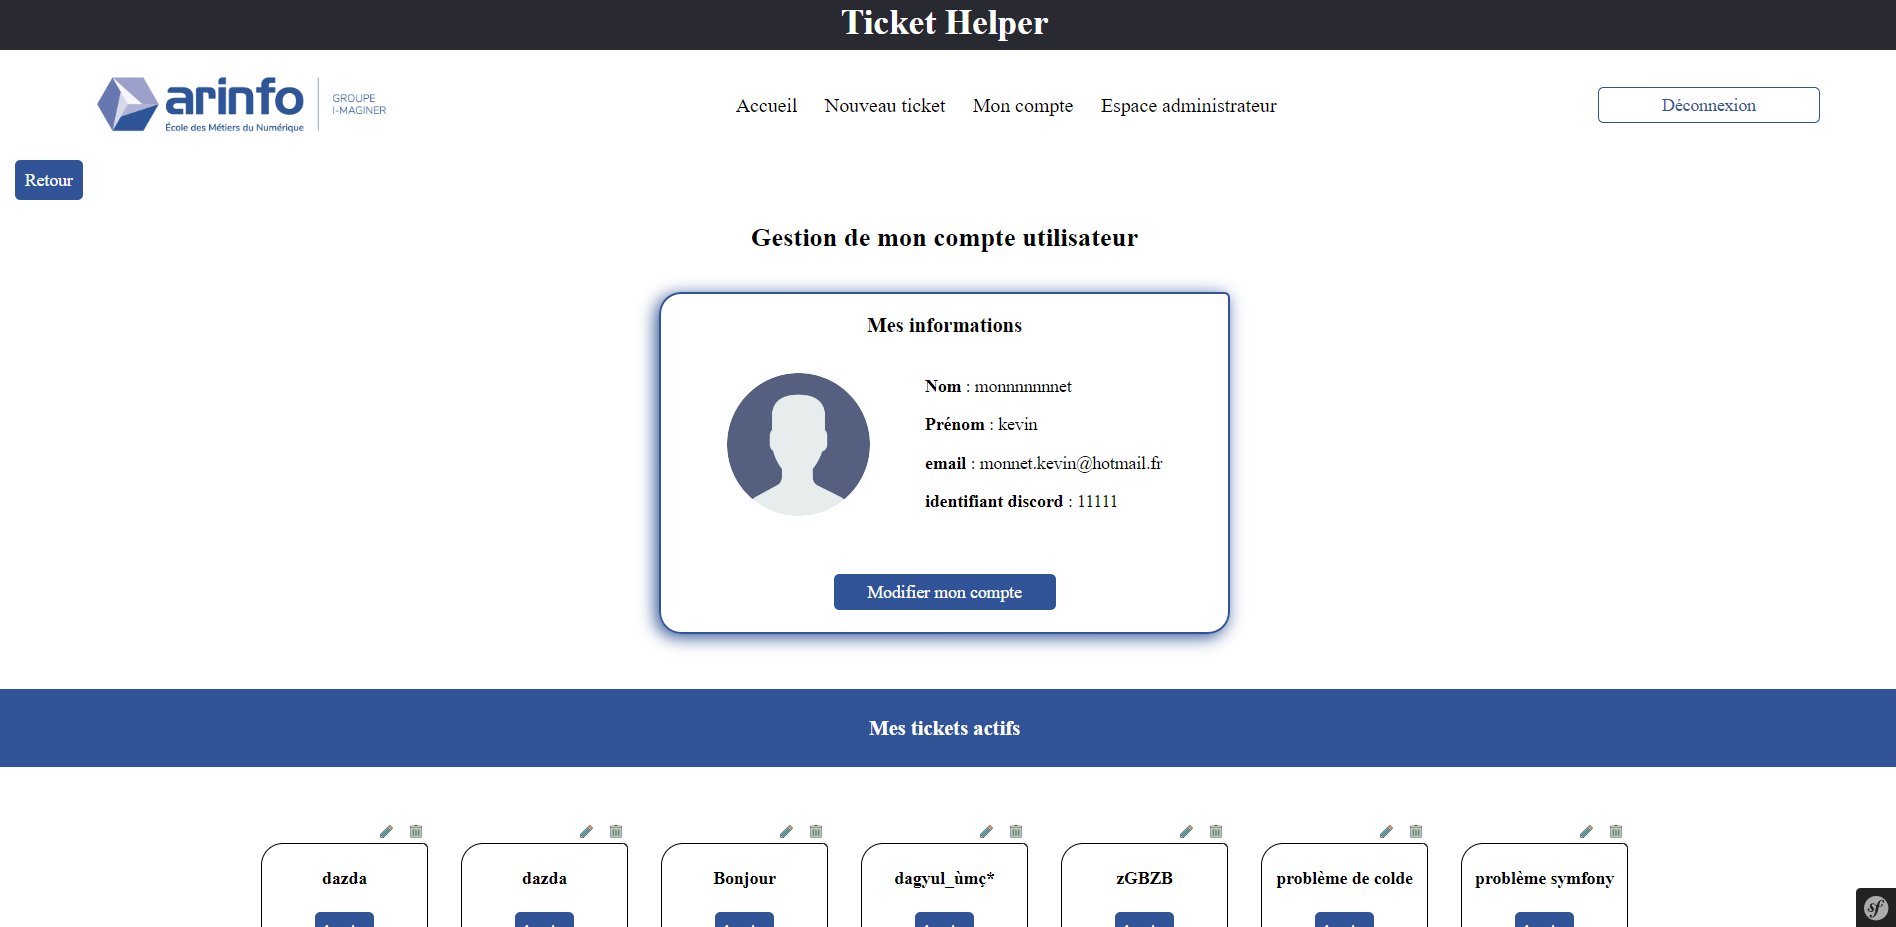 Ticket Helper
arinfo
École des Métiers du Numérique
GROUPE
I-MAGINER
Accueil Nouveau ticket Mon compte Espace administrateur
Déconnexion
Retour
Gestion de mon compte utilisateur
Mes informations
Nom : monnnnnnnet
Prénom : kevin
email : monnet.kevin@hotmail.fr
identifiant discord : 11111
Modifier mon compte
Mes tickets actifs
dazda dazda Bonjour dagyul_ùmç* zGBZB problème de colde problème symfony
sf